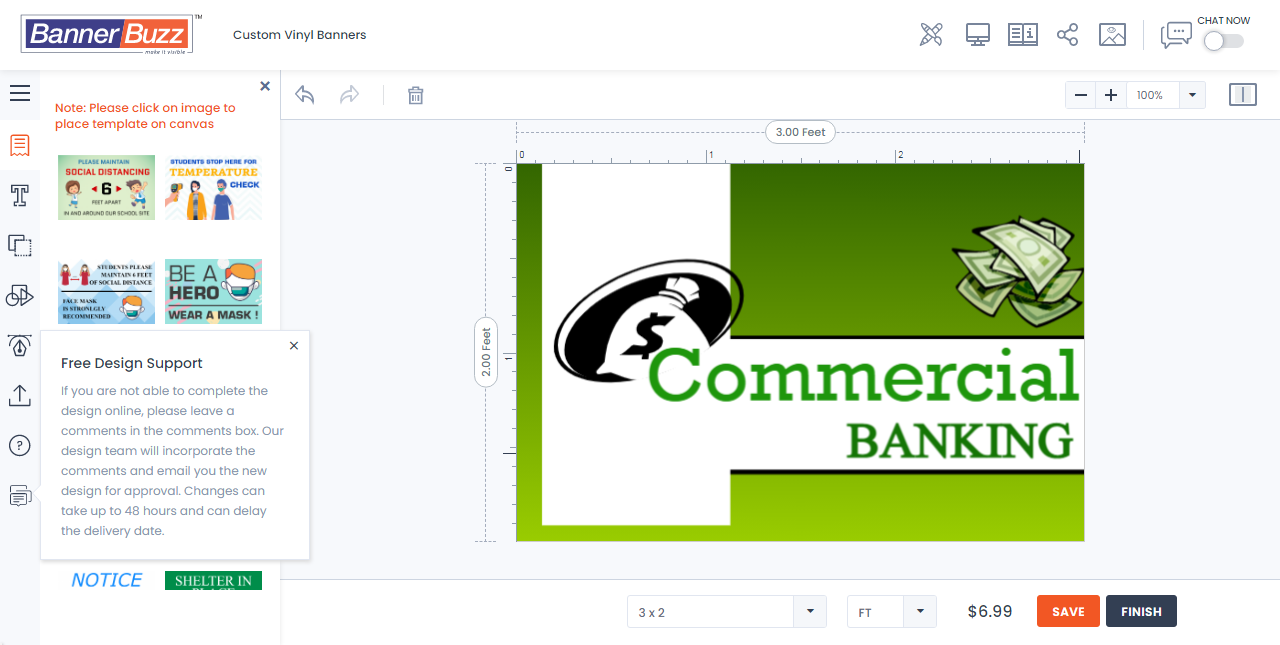 BannerBuzz™
make it visible
Custom Vinyl Banners
CHAT NOW
Note: Please click on image to
place template on canvas
100%
3.00 Feet
0
1
2
0
1
2.00 Feet
PLEASE MAINTAIN
SOCIAL DISTANCING
6
FEET APART
IN AND AROUND OUR SCHOOL SITE
STUDENTS STOP HERE FOR
TEMPERATURE
CHECK
STUDENTS PLEASE
MAINTAIN 6 FEET
OF SOCIAL DISTANCE
FACE MASK
IS STRONLGLY
RECOMMENDED
BE A
HERO
WEAR A MASK !
Free Design Support
If you are not able to complete the
design online, please leave a
comments in the comments box. Our
design team will incorporate the
comments and email you the new
design for approval. Changes can
take up to 48 hours and can delay
the delivery date.
NOTICE
SHELTER IN
PLACE
$
Commercial
BANKING
3 x 2
FT
$6.99
SAVE
FINISH